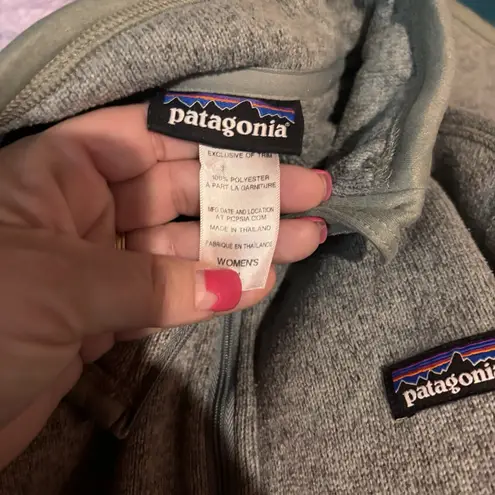 patagonia®
EXCLUSIVE OF TRIM
100% POLYESTER
À PART LA GARNITURE
MFG DATE AND LOCATION
AT PCPSIA.COM
MADE IN THAILAND
FABRIQUÉ EN THAÏLANDE
WOMEN'S
patagonia